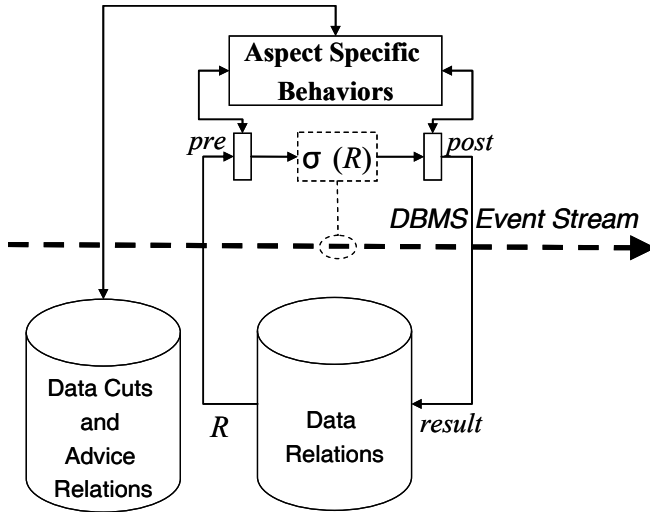 Aspect Specific
Behaviors
pre
σ (R)
post
DBMS Event Stream
Data Cuts
and
Advice
Relations
R
Data
Relations
result